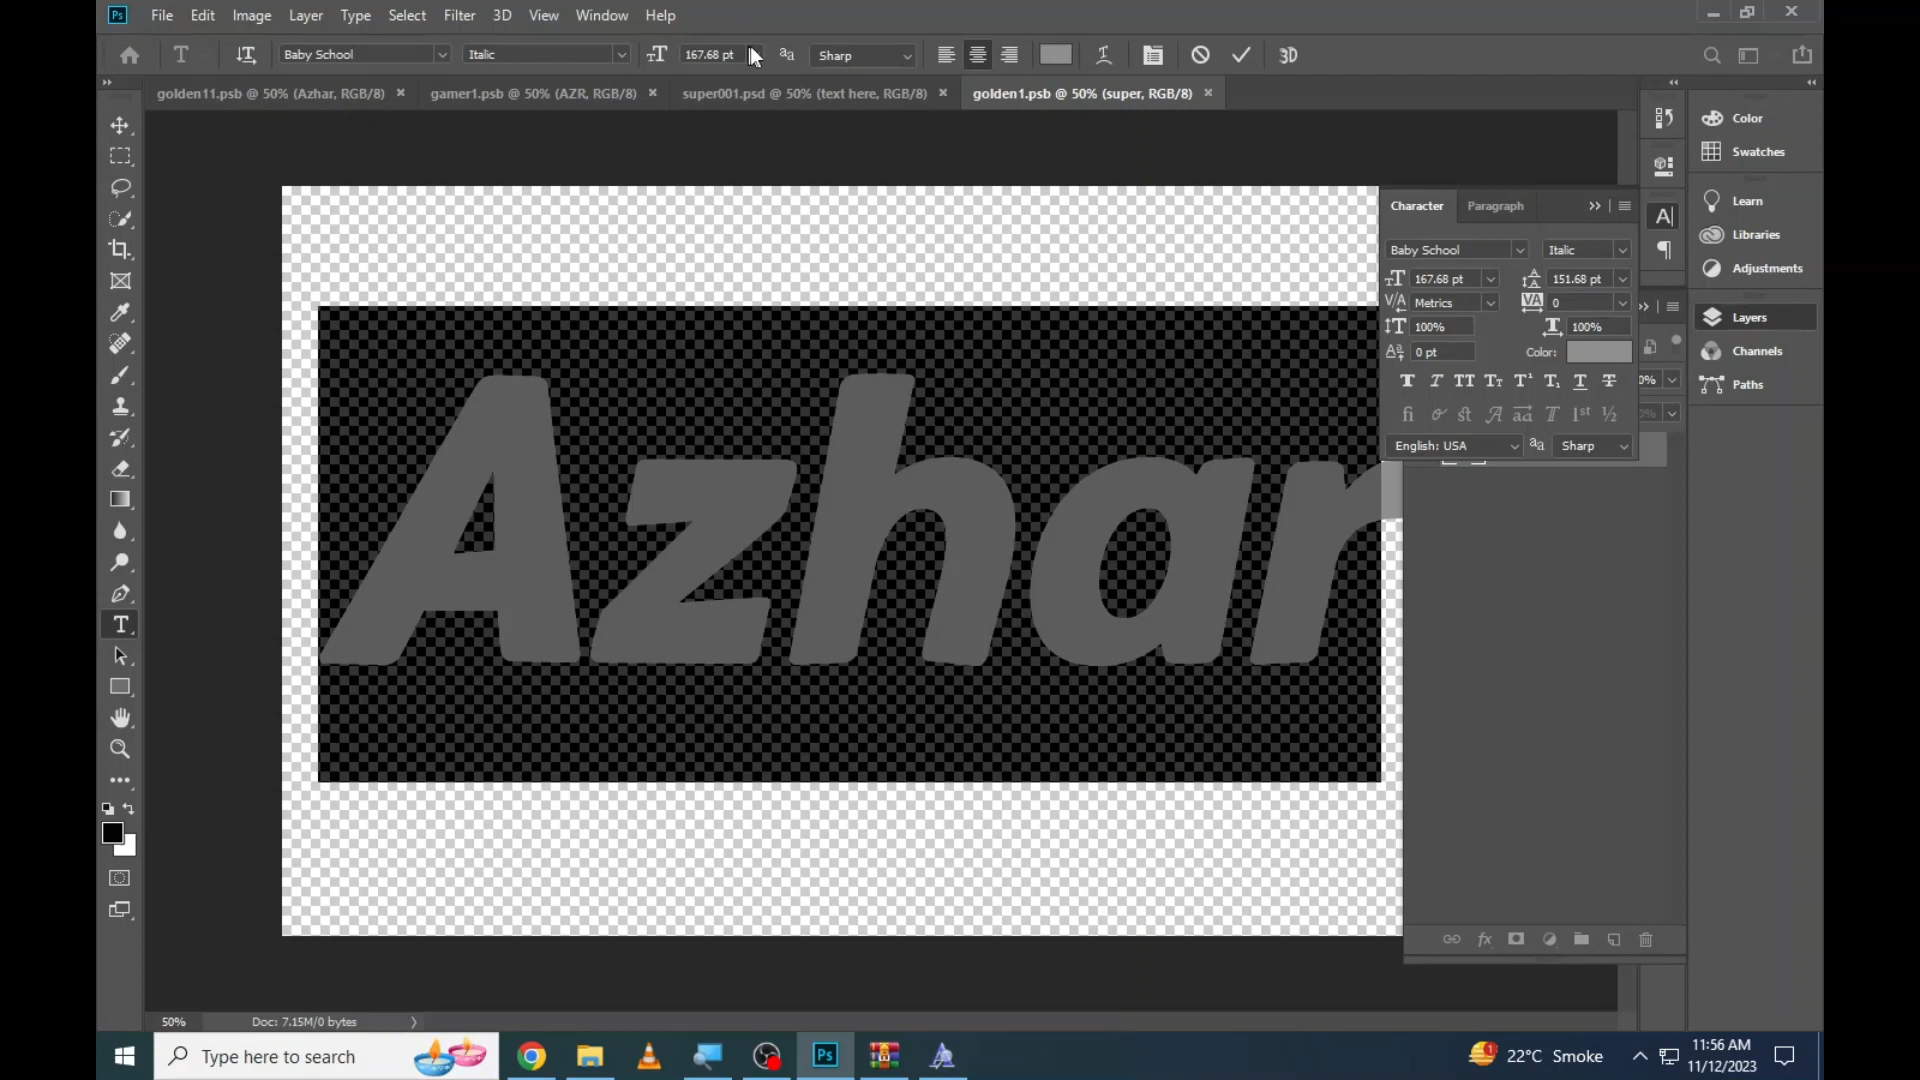 Ps File Edit Image Layer Type Select Filter 3D View Window Help
Baby School Italic 167.68 pt Sharp 3D
golden11.psb @ 50% (Azhar, RGB/8) gamer1.psb @ 50% (AZR, RGB/8) super001.psd @ 50% (text here, RGB/8) golden1.psb @ 50% (super, RGB/8)
Color
Swatches
Learn
Libraries
Adjustments
Layers
Channels
Paths
Character Paragraph
Baby School Italic
167.68 pt 151.68 pt
Metrics 0
100% 100%
0 pt Color:
English: USA Sharp
Azhar
50% Doc: 7.15M/0 bytes
Type here to search
Ps
22°C Smoke
11:56 AM
11/12/2023